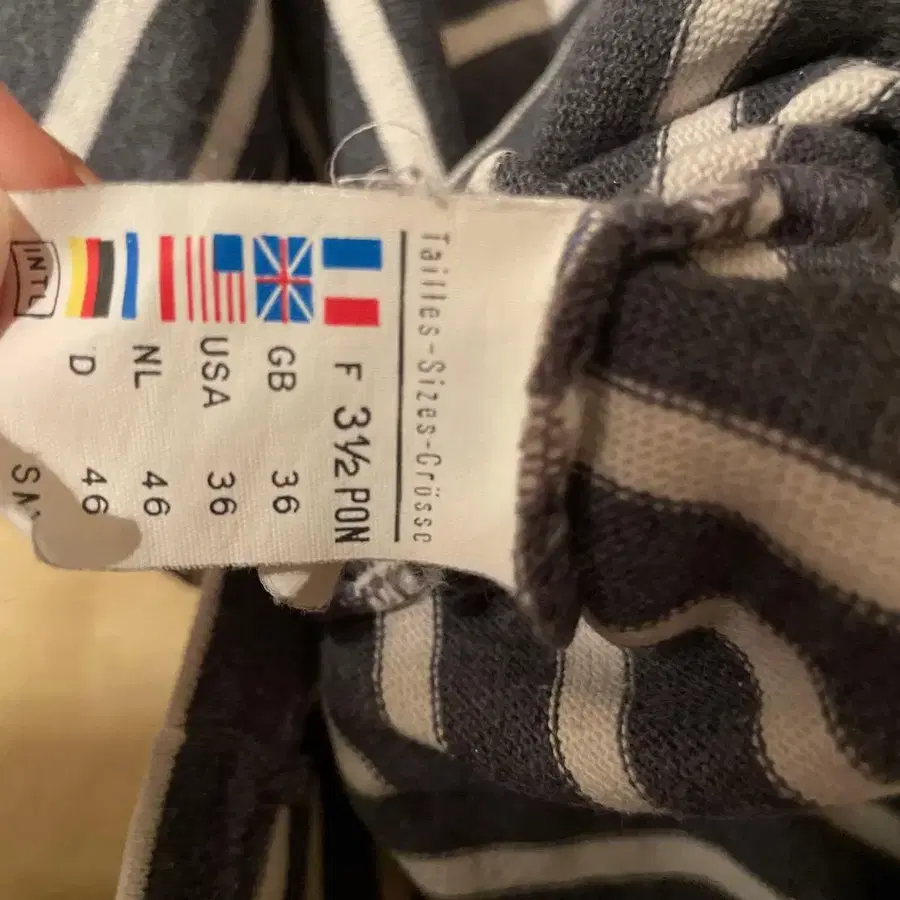 Tailles-Sizes-Grösse
F 3½ PON
GB 36
USA 36
NL 46
D 46
INTL